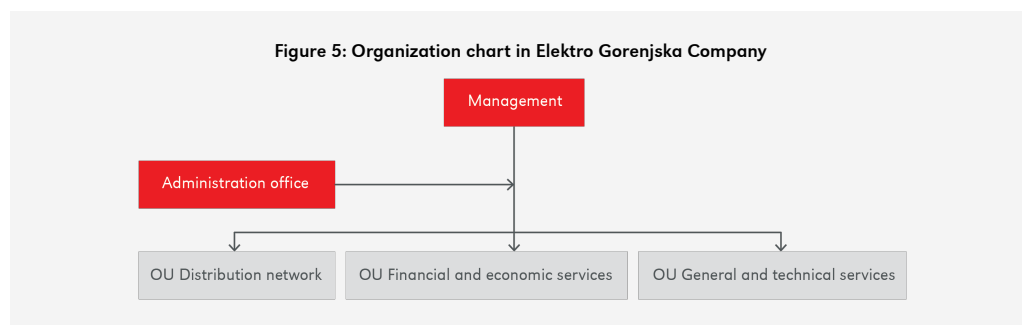 Figure 5: Organization chart in Elektro Gorenjska Company
Management
Administration office
OU Distribution network
OU Financial and economic services
OU General and technical services